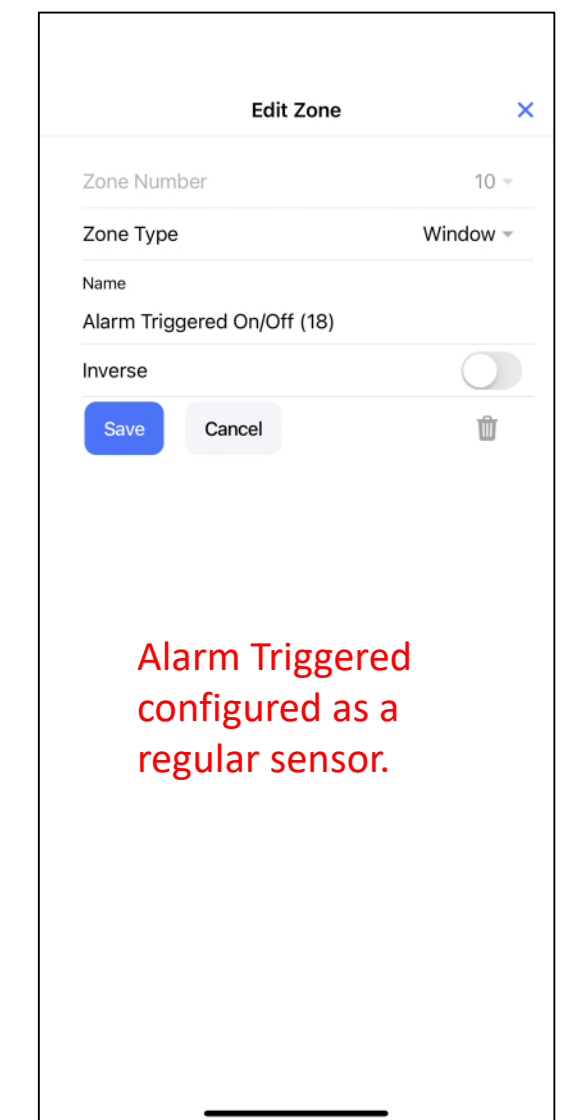 Edit Zone
Zone Number 10
Zone Type Window
Name
Alarm Triggered On/Off (18)
Inverse
Save Cancel
Alarm Triggered
configured as a
regular sensor.